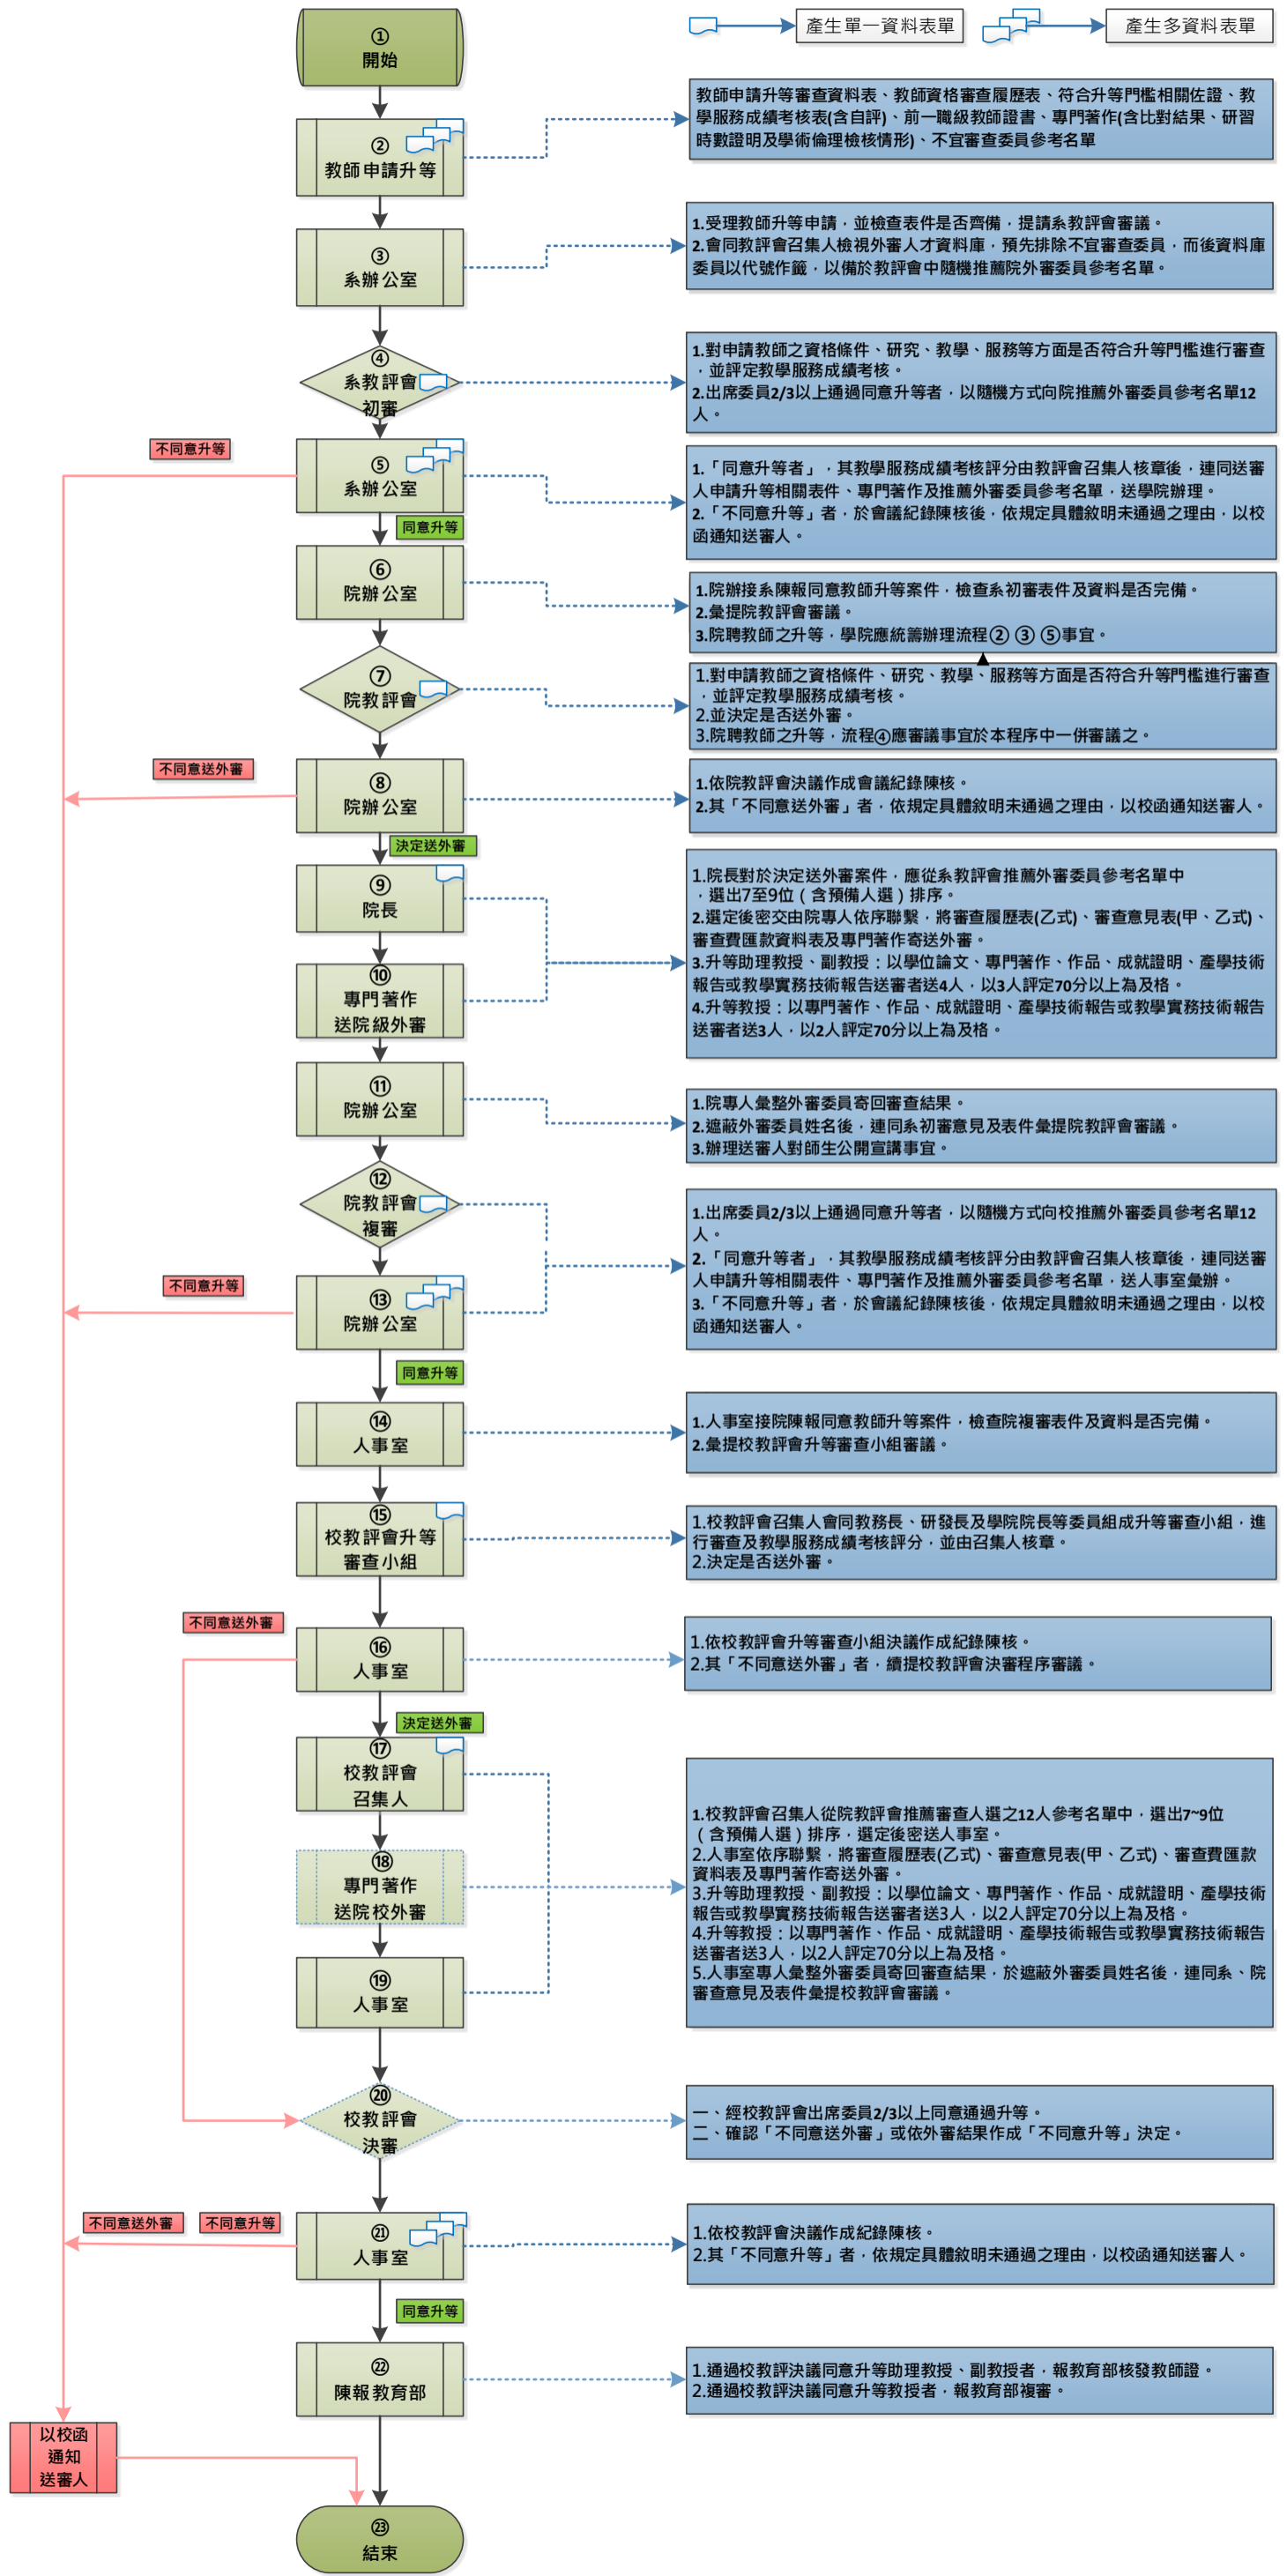 產生單一資料表單
產生多資料表單
①
開始
②
教師申請升等
教師申請升等審查資料表、教師資格審查履歷表、符合升等門檻相關佐證、教
學服務成績考核表(含自評)、前一職級教師證書、專門著作(含比對結果、研習
時數證明及學術倫理檢核情形)、不宜審查委員參考名單
③
系辦公室
1.受理教師升等申請，並檢查表件是否齊備，提請系教評會審議。
2.會同教評會召集人檢視外審人才資料庫，預先排除不宜審查委員，而後資料庫
委員以代號作籤，以備於教評會中隨機推薦院外審委員參考名單。
④
系教評會
初審
1.對申請教師之資格條件、研究、教學、服務等方面是否符合升等門檻進行審查
，並評定教學服務成績考核。
2.出席委員2/3以上通過同意升等者，以隨機方式向院推薦外審委員參考名單12
人。
不同意升等
⑤
系辦公室
1.「同意升等者」，其教學服務成績考核評分由教評會召集人核章後，連同送審
人申請升等相關表件、專門著作及推薦外審委員參考名單，送學院辦理。
2.「不同意升等」者，於會議紀錄陳核後，依規定具體敘明未通過之理由，以校
函通知送審人。
同意升等
⑥
院辦公室
1.院辦接系陳報同意教師升等案件，檢查系初審表件及資料是否完備。
2.彙提院教評會審議。
3.院聘教師之升等，學院應統籌辦理流程② ③ ⑤事宜。
⑦
院教評會
1.對申請教師之資格條件、研究、教學、服務等方面是否符合升等門檻進行審查
，並評定教學服務成績考核。
2.並決定是否送外審。
3.院聘教師之升等，流程④應審議事宜於本程序中一併審議之。
不同意送外審
⑧
院辦公室
1.依院教評會決議作成會議紀錄陳核。
2.其「不同意送外審」者，依規定具體敘明未通過之理由，以校函通知送審人。
決定送外審
⑨
院長
⑩
專門著作
送院級外審
1.院長對於決定送外審案件，應從系教評會推薦外審委員參考名單中
，選出7至9位（含預備人選）排序。
2.選定後密交由院專人依序聯繫，將審查履歷表(乙式)、審查意見表(甲、乙式)、
審查費匯款資料表及專門著作寄送外審。
3.升等助理教授、副教授：以學位論文、專門著作、作品、成就證明、產學技術
報告或教學實務技術報告送審者送4人，以3人評定70分以上為及格。
4.升等教授：以專門著作、作品、成就證明、產學技術報告或教學實務技術報告
送審者送3人，以2人評定70分以上為及格。
⑪
院辦公室
1.院專人彙整外審委員寄回審查結果。
2.遮蔽外審委員姓名後，連同系初審意見及表件彙提院教評會審議。
3.辦理送審人對師生公開宣講事宜。
⑫
院教評會
複審
1.出席委員2/3以上通過同意升等者，以隨機方式向校推薦外審委員參考名單12
人。
2.「同意升等者」，其教學服務成績考核評分由教評會召集人核章後，連同送審
人申請升等相關表件、專門著作及推薦外審委員參考名單，送人事室彙辦。
3.「不同意升等」者，於會議紀錄陳核後，依規定具體敘明未通過之理由，以校
函通知送審人。
不同意升等
⑬
院辦公室
同意升等
⑭
人事室
1.人事室接院陳報同意教師升等案件，檢查院複審表件及資料是否完備。
2.彙提校教評會升等審查小組審議。
⑮
校教評會升等
審查小組
1.校教評會召集人會同教務長、研發長及學院院長等委員組成升等審查小組，進
行審查及教學服務成績考核評分，並由召集人核章。
2.決定是否送外審。
不同意送外審
⑯
人事室
1.依校教評會升等審查小組決議作成紀錄陳核。
2.其「不同意送外審」者，續提校教評會決審程序審議。
決定送外審
⑰
校教評會
召集人
⑱
專門著作
送院校外審
⑲
人事室
1.校教評會召集人從院教評會推薦審查人選之12人參考名單中，選出7~9位
（含預備人選）排序，選定後密送人事室。
2.人事室依序聯繫，將審查履歷表(乙式)、審查意見表(甲、乙式)、審查費匯款
資料表及專門著作寄送外審。
3.升等助理教授、副教授：以學位論文、專門著作、作品、成就證明、產學技術
報告或教學實務技術報告送審者送3人，以2人評定70分以上為及格。
4.升等教授：以專門著作、作品、成就證明、產學技術報告或教學實務技術報告
送審者送3人，以2人評定70分以上為及格。
5.人事室專人彙整外審委員寄回審查結果，於遮蔽外審委員姓名後，連同系、院
審查意見及表件彙提校教評會審議。
⑳
校教評會
決審
一、經校教評會出席委員2/3以上同意通過升等。
二、確認「不同意送外審」或依外審結果作成「不同意升等」決定。
不同意送外審
不同意升等
㉑
人事室
1.依校教評會決議作成紀錄陳核。
2.其「不同意升等」者，依規定具體敘明未通過之理由，以校函通知送審人。
同意升等
㉒
陳報教育部
1.通過校教評決議同意升等助理教授、副教授者，報教育部核發教師證。
2.通過校教評決議同意升等教授者，報教育部複審。
以校函
通知
送審人
㉓
結束